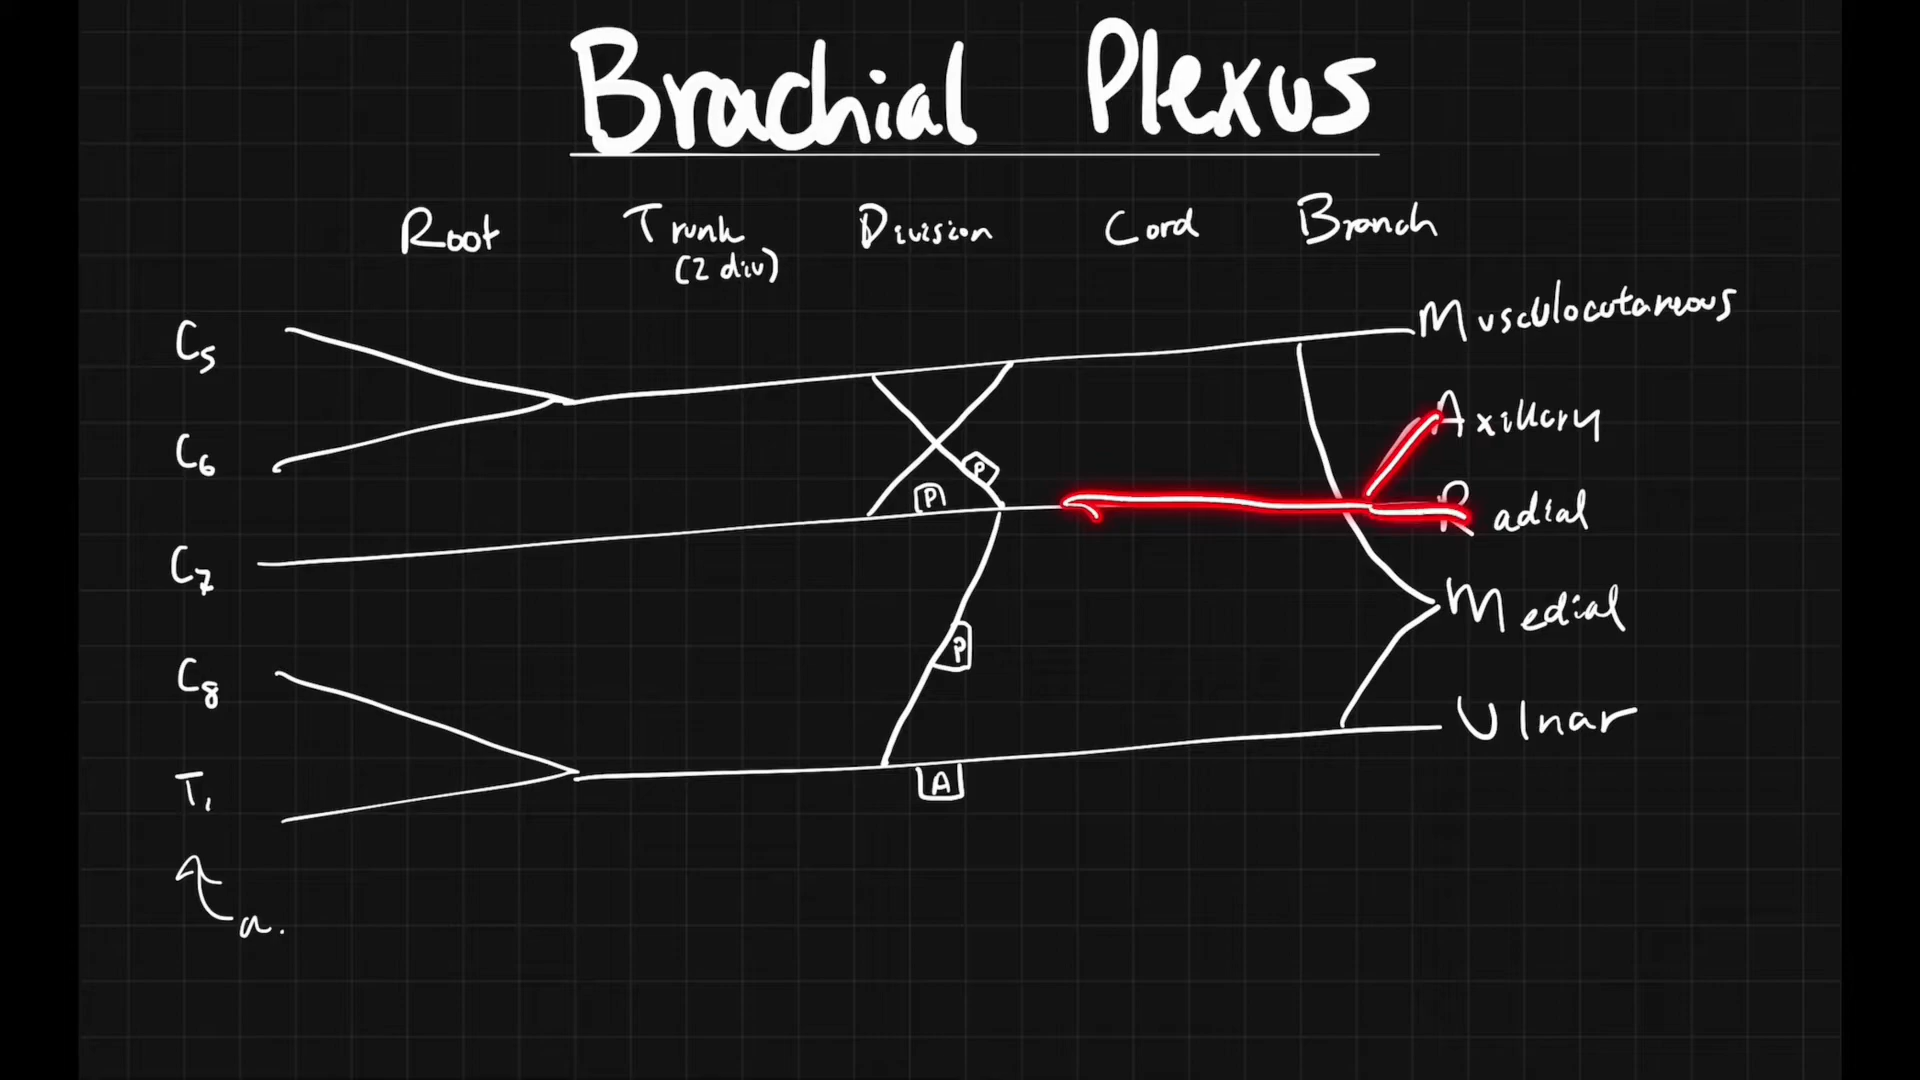 Brachial Plexus
Root Trunk Division Cord Branch
(2 div)
Musculocutaneous
C5
Axillary
C6
P
P
Radial
C7
Medial
P
C8
Ulnar
T1
A
a.